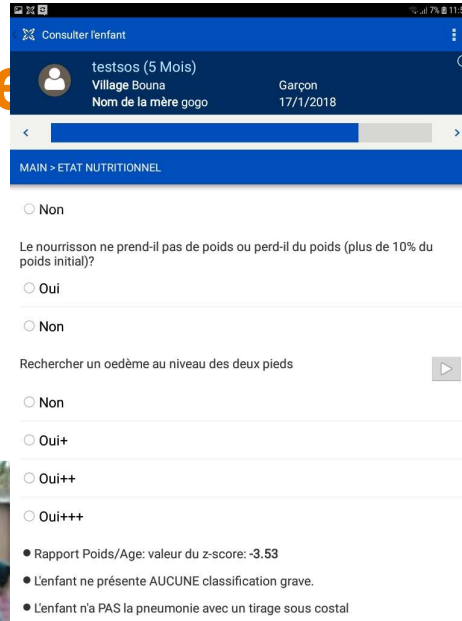 7% 11:5
Consulter l'enfant
testsos (5 Mois)
Village Bouna Garçon
Nom de la mère gogo 17/1/2018
MAIN > ETAT NUTRITIONNEL
Non
Le nourrisson ne prend-il pas de poids ou perd-il du poids (plus de 10% du
poids initial)?
Oui
Non
Rechercher un oedème au niveau des deux pieds
Non
Oui+
Oui++
Oui+++
● Rapport Poids/Age: valeur du z-score: -3.53
● L'enfant ne présente AUCUNE classification grave.
● L'enfant n'a PAS la pneumonie avec un tirage sous costal